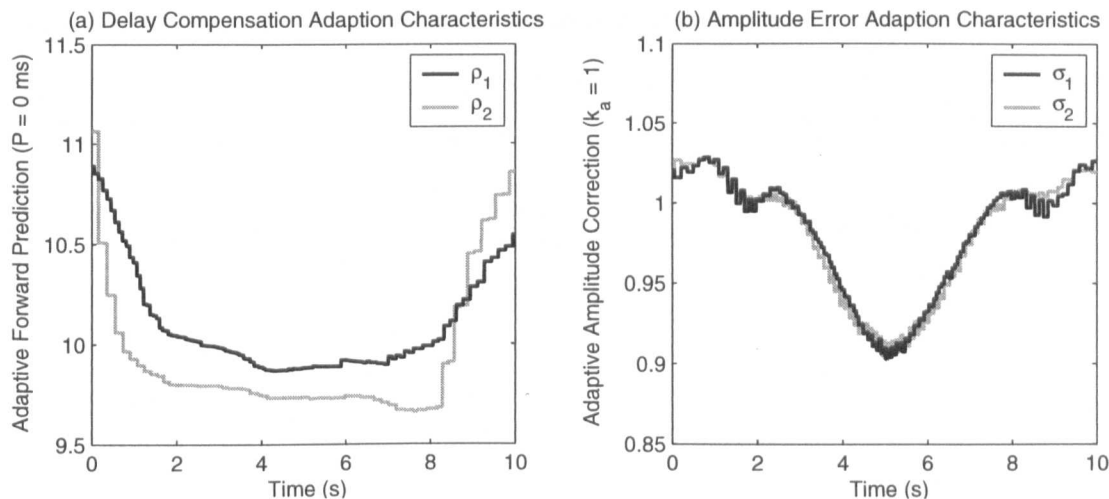 (a) Delay Compensation Adaption Characteristics
Adaptive Forward Prediction (P = 0 ms)
11.5
11
10.5
10
9.5
0 2 4 6 8 10
Time (s)
ρ1
ρ2
(b) Amplitude Error Adaption Characteristics
Adaptive Amplitude Correction (ka = 1)
1.1
1.05
1
0.95
0.9
0.85
0 2 4 6 8 10
Time (s)
σ1
σ2